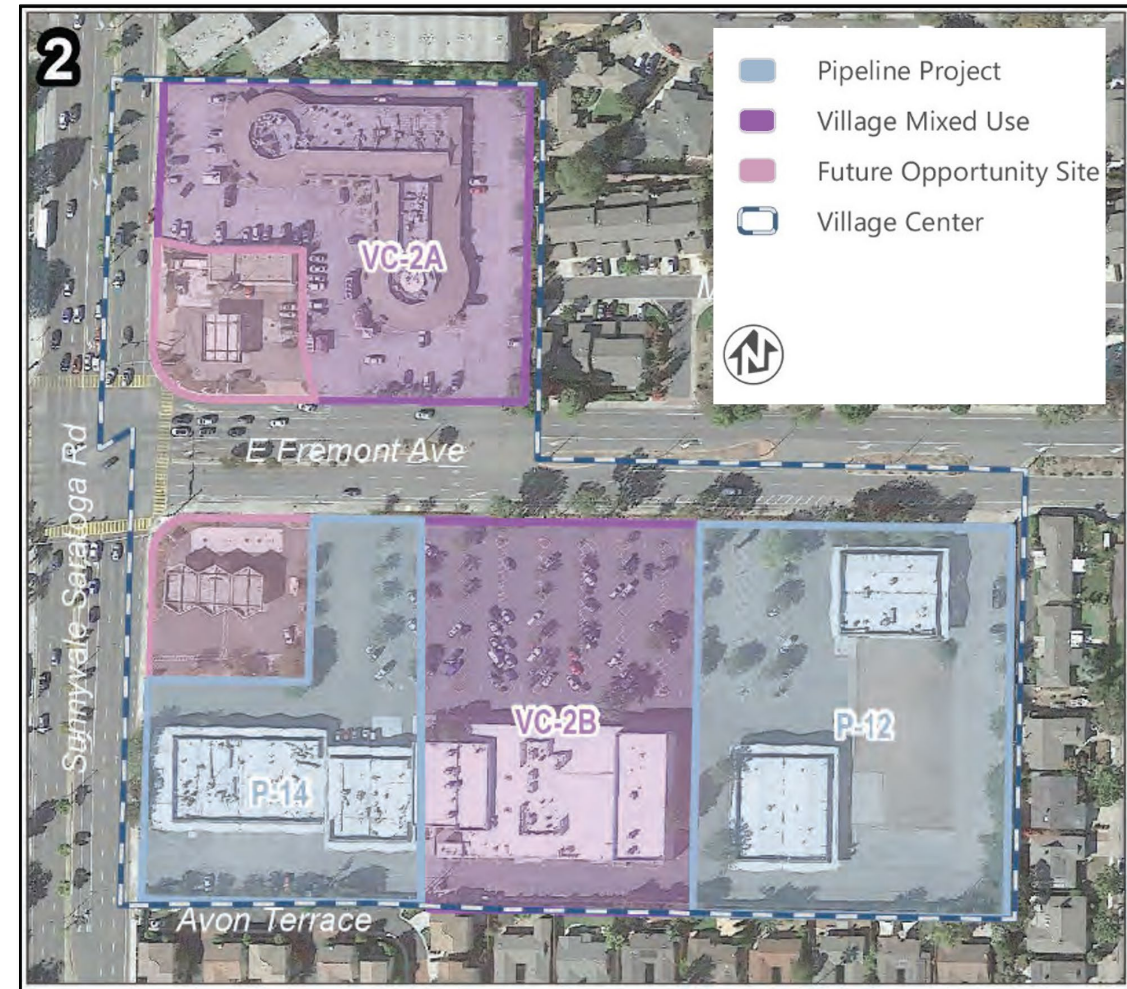 2
Pipeline Project
Village Mixed Use
Future Opportunity Site
Village Center
N
VC-2A
E Fremont Ave
Sunnyvale Saratoga Rd
VC-2B
P-12
P-14
Avon Terrace